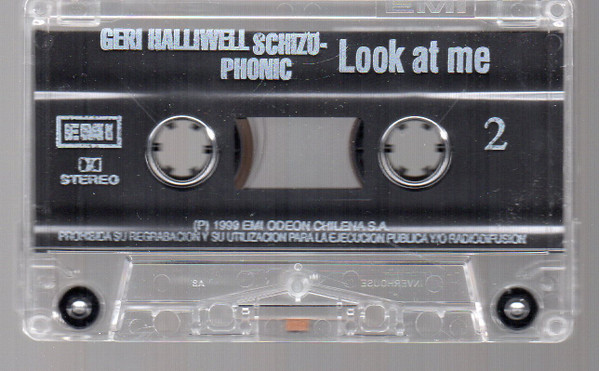 EMI
GERI HALLIWELL SCHIZO-
PHONIC
Look at me
EMI
2
STEREO
(P) 1999 EMI ODEON CHILENA S.A.
PROHIBIDA SU REGRABACION Y SU UTILIZACION PARA LA EJECUCION PUBLICA Y/O RADIODIFUSION